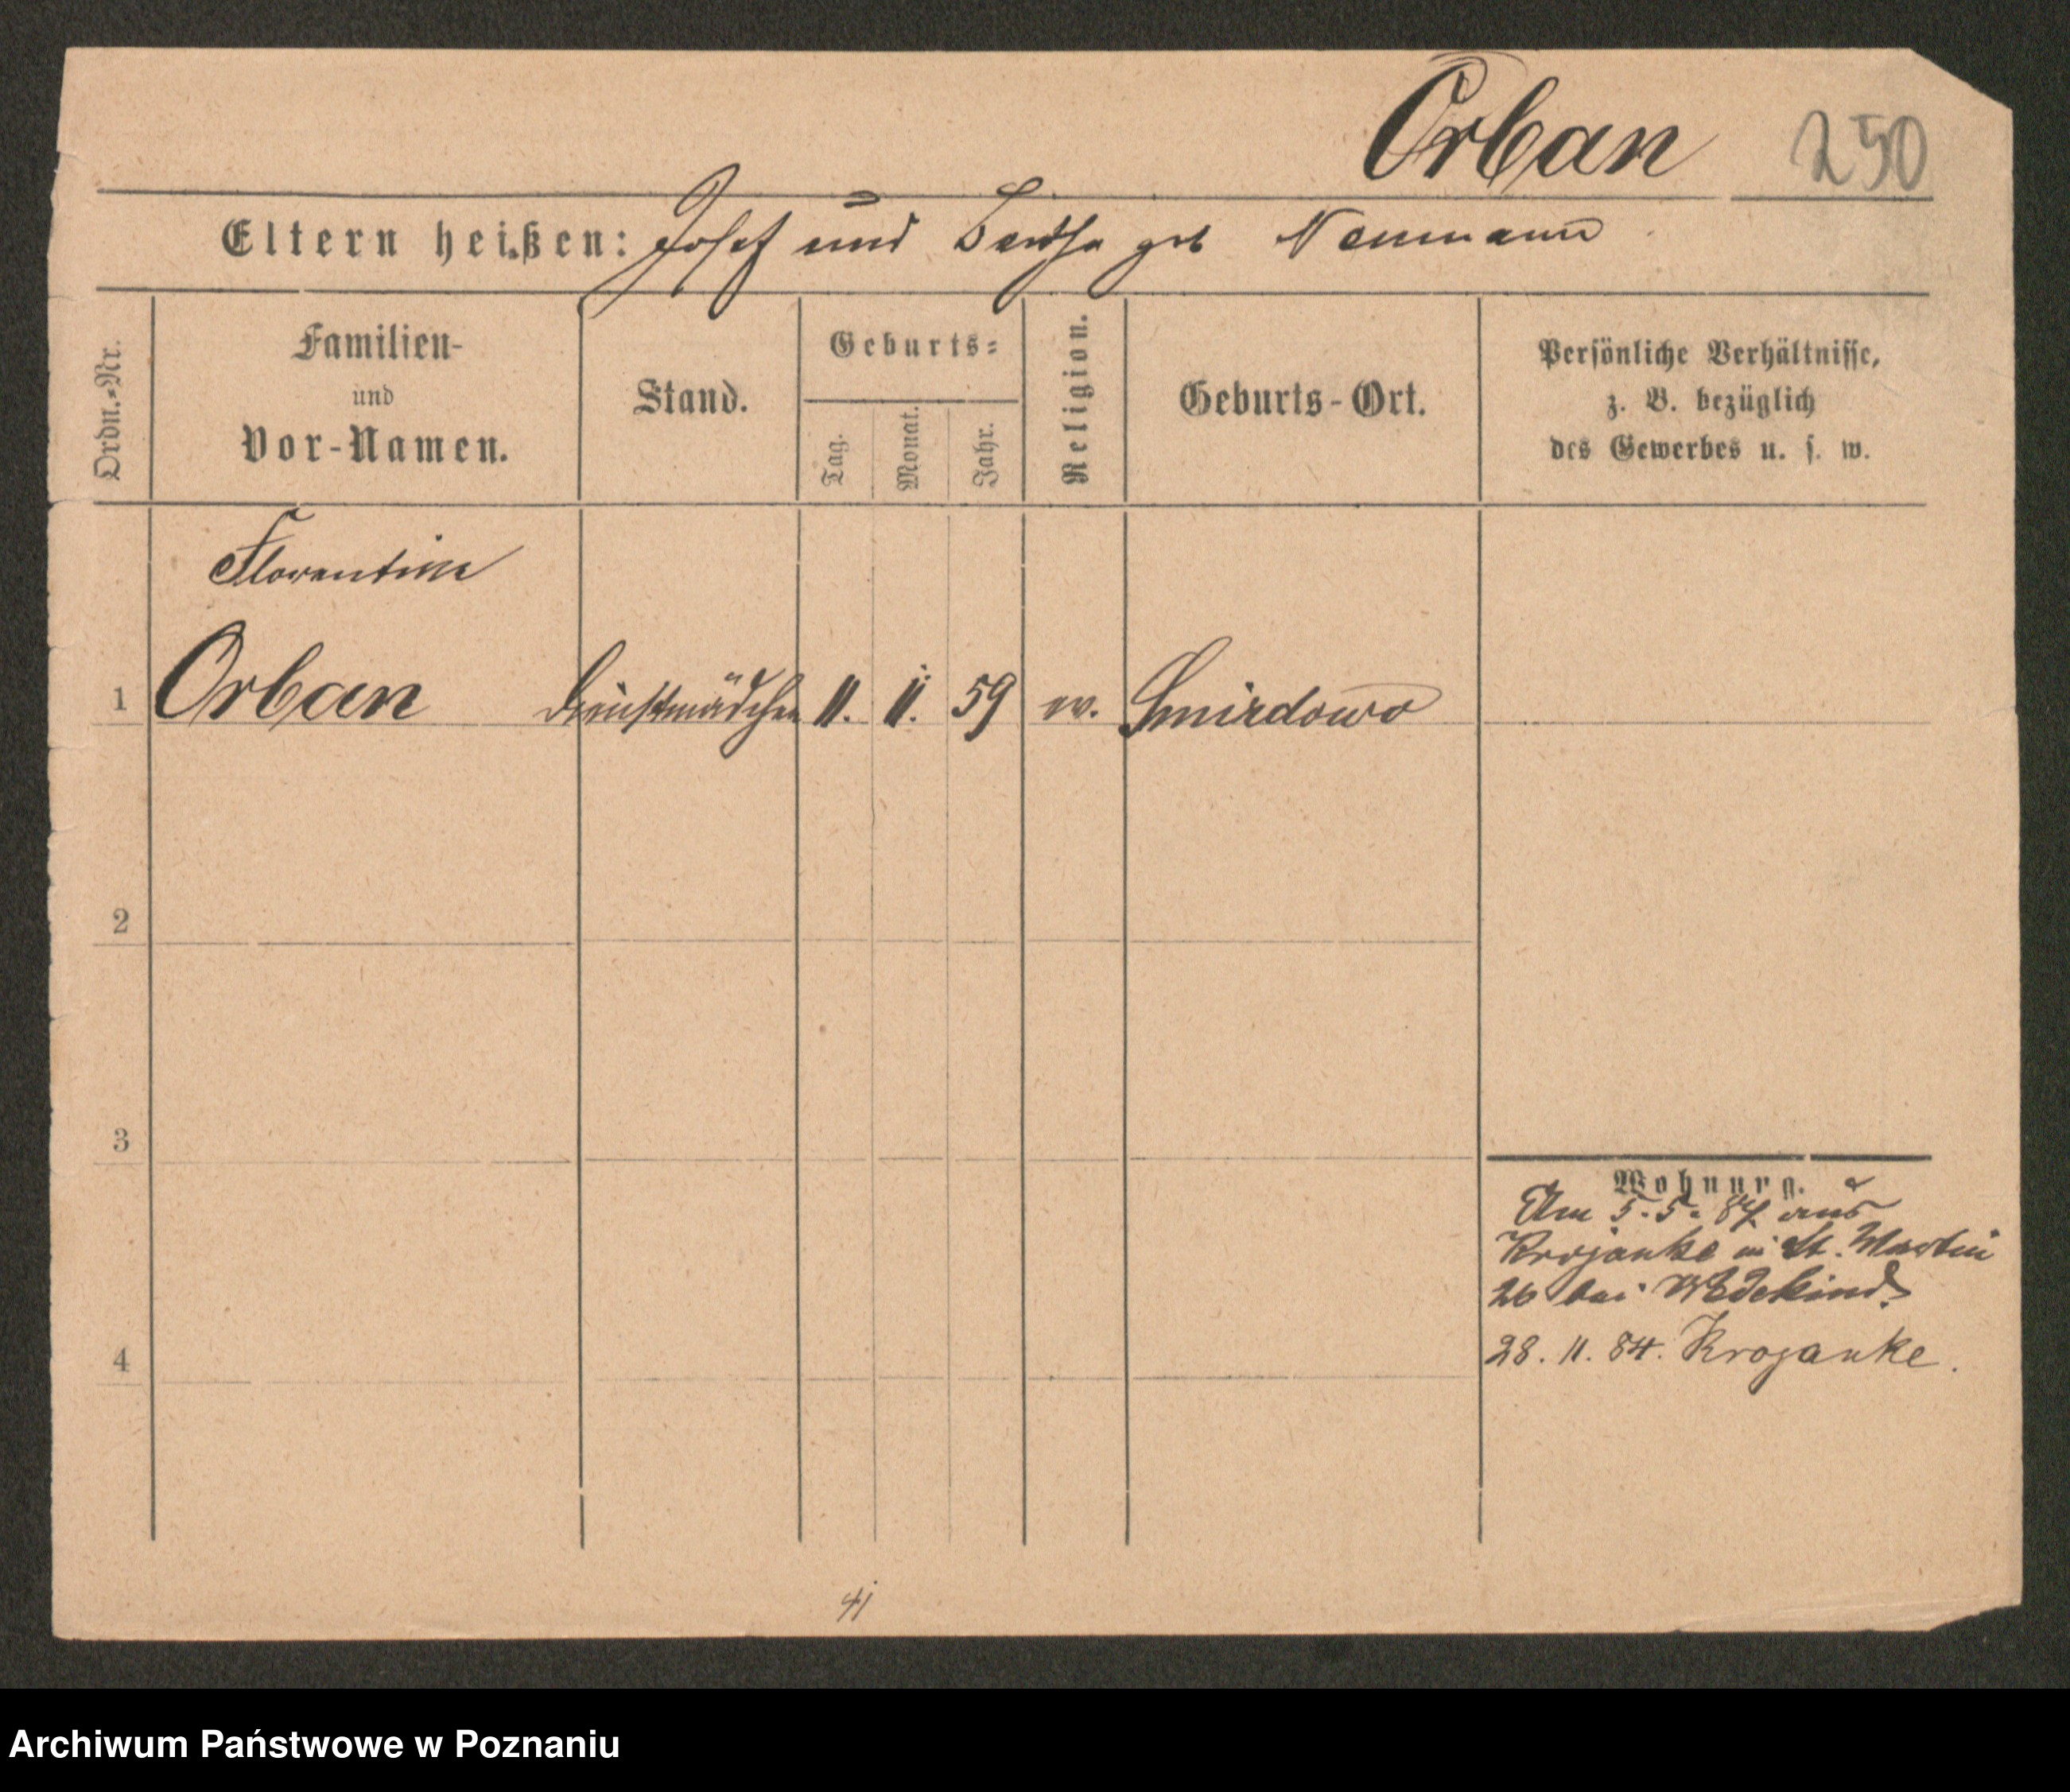 Orban 250
Eltern heißen: Josef und Bertha geb Neumann
Ordn.-Nr.
Familien-
und
Vor-Namen.
Stand.
Geburts-
Tag.
Monat.
Jahr.
Religion.
Geburts-Ort.
Persönliche Verhältnisse,
z. B. bezüglich
des Gewerbes u. s. w.
Florentine
1 Orban Dienstmädchen 11. 11. 59 ev. Smirdowo
2
3
Wohnung.
Am 5.5. 84 aus
Krojanke in St. Martin
26 bei Wedekind.
4 28. 11. 84. Krojanke.
Archiwum Państwowe w Poznaniu